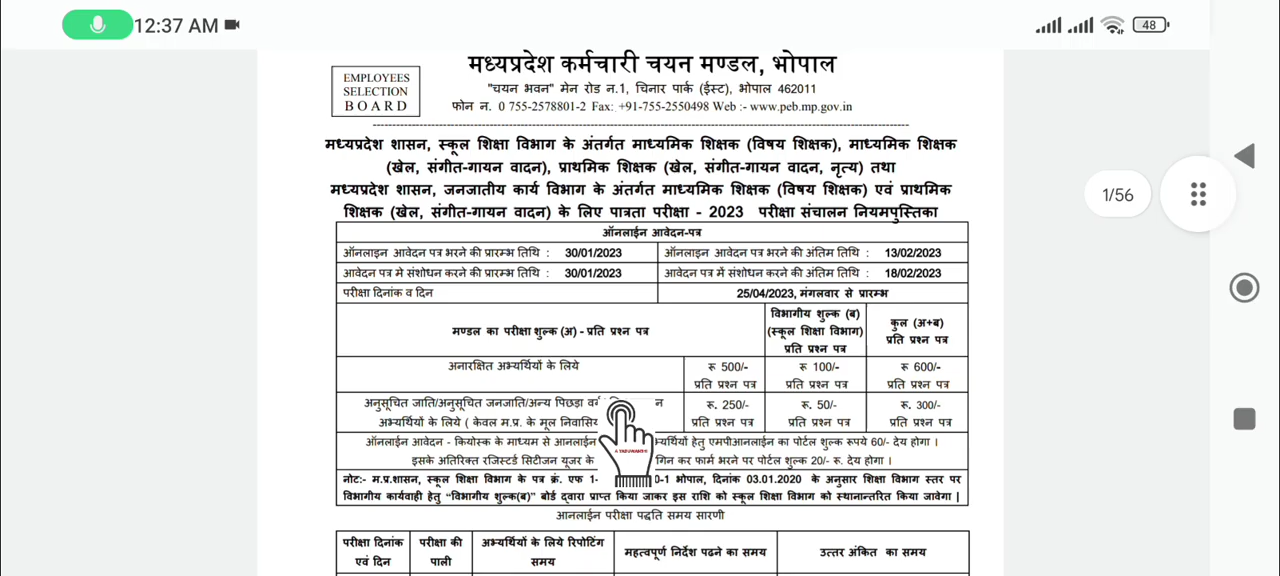 12:37 AM
48
EMPLOYEES
SELECTION
BOARD
मध्यप्रदेश कर्मचारी चयन मण्डल, भोपाल
"चयन भवन" मेन रोड न.1, चिनार पार्क (ईस्ट), भोपाल 462011
फोन न. 0 755-2578801-2 Fax: +91-755-2550498 Web :- www.peb.mp.gov.in
1/56
मध्यप्रदेश शासन, स्कूल शिक्षा विभाग के अंतर्गत माध्यमिक शिक्षक (विषय शिक्षक), माध्यमिक शिक्षक
(खेल, संगीत-गायन वादन), प्राथमिक शिक्षक (खेल, संगीत-गायन वादन, नृत्य) तथा
मध्यप्रदेश शासन, जनजातीय कार्य विभाग के अंतर्गत माध्यमिक शिक्षक (विषय शिक्षक) एवं प्राथमिक
शिक्षक (खेल, संगीत-गायन वादन) के लिए पात्रता परीक्षा - 2023 परीक्षा संचालन नियमपुस्तिका
ऑनलाईन आवेदन-पत्र
ऑनलाइन आवेदन पत्र भरने की प्रारम्भ तिथि : 30/01/2023 ऑनलाईन आवेदन पत्र भरने की अंतिम तिथि : 13/02/2023
आवेदन पत्र मे संशोधन करने की प्रारम्भ तिथि : 30/01/2023 आवेदन पत्र में संशोधन करने की अंतिम तिथि : 18/02/2023
परीक्षा दिनांक व दिन 25/04/2023, मंगलवार से प्रारम्भ
मण्डल का परीक्षा शुल्क (अ) - प्रति प्रश्न पत्र
विभागीय शुल्क (ब)
(स्कूल शिक्षा विभाग)
प्रति प्रश्न पत्र
कुल (अ+ब)
प्रति प्रश्न पत्र
अनारक्षित अभ्यर्थियों के लिये
रू 500/- रू 100/- रू 600/-
प्रति प्रश्न पत्र प्रति प्रश्न पत्र प्रति प्रश्न पत्र
अनुसूचित जाति/अनुसूचित जनजाति/अन्य पिछड़ा न रू. 250/- रू. 50/- रू. 300/-
अभ्यर्थियों के लिये ( केवल म.प्र. के मूल प्रति प्रश्न पत्र प्रति प्रश्न पत्र प्रति प्रश्न पत्र
ऑनलाईन आवेदन - कियोस्क के माध्यम से आनलाईन हेतु एमपीआनलाईन का पोर्टल शुल्क रूपये 60/- देय होगा ।
इसके अतिरिक्त रजिस्टर्ड सिटीजन यूजर के कर फार्म भरने पर पोर्टल शुल्क 20/- रू. देय होगा ।
नोट:- म.प्र.शासन, स्कूल शिक्षा विभाग के पत्र क्रं. एफ 1- 0-1 भोपाल, दिनांक 03.01.2020 के अनुसार शिक्षा विभाग स्तर पर
विभागीय कार्यवाही हेतु "विभागीय शुल्क(ब)" बोर्ड द्वारा प्राप्त किया जाकर इस राशि को स्कूल शिक्षा विभाग को स्थानान्तरित किया जावेगा |
आनलाईन परीक्षा पद्धति समय सारणी
परीक्षा दिनांक
एवं दिन
परीक्षा की
पाली
अभ्यर्थियों के लिये रिपोर्टिंग
समय
महत्वपूर्ण निर्देश पढने का समय
उत्तर अंकित का समय